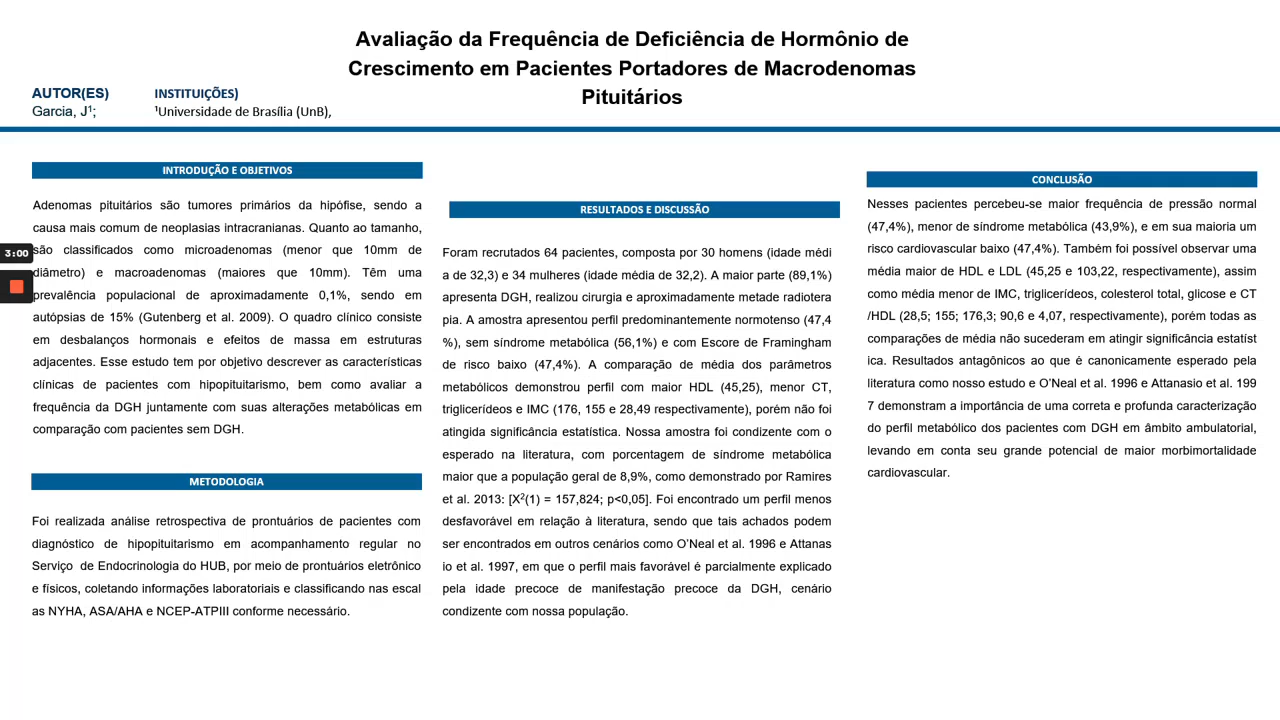 Avaliação da Frequência de Deficiência de Hormônio de
Crescimento em Pacientes Portadores de Macrodenomas
Pituitários
AUTOR(ES)
Garcia, J¹;
INSTITUIÇÕES)
¹Universidade de Brasília (UnB),
INTRODUÇÃO E OBJETIVOS
Adenomas pituitários são tumores primários da hipófise, sendo a
causa mais comum de neoplasias intracranianas. Quanto ao tamanho,
são classificados como microadenomas (menor que 10mm de
diâmetro) e macroadenomas (maiores que 10mm). Têm uma
prevalência populacional de aproximadamente 0,1%, sendo em
autópsias de 15% (Gutenberg et al. 2009). O quadro clínico consiste
em desbalanços hormonais e efeitos de massa em estruturas
adjacentes. Esse estudo tem por objetivo descrever as características
clínicas de pacientes com hipopituitarismo, bem como avaliar a
frequência da DGH juntamente com suas alterações metabólicas em
comparação com pacientes sem DGH.
3:00
METODOLOGIA
Foi realizada análise retrospectiva de prontuários de pacientes com
diagnóstico de hipopituitarismo em acompanhamento regular no
Serviço de Endocrinologia do HUB, por meio de prontuários eletrônico
e físicos, coletando informações laboratoriais e classificando nas escal
as NYHA, ASA/AHA e NCEP-ATPIII conforme necessário.
RESULTADOS E DISCUSSÃO
Foram recrutados 64 pacientes, composta por 30 homens (idade médi
a de 32,3) e 34 mulheres (idade média de 32,2). A maior parte (89,1%)
apresenta DGH, realizou cirurgia e aproximadamente metade radiotera
pia. A amostra apresentou perfil predominantemente normotenso (47,4
%), sem síndrome metabólica (56,1%) e com Escore de Framingham
de risco baixo (47,4%). A comparação de média dos parâmetros
metabólicos demonstrou perfil com maior HDL (45,25), menor CT,
triglicerídeos e IMC (176, 155 e 28,49 respectivamente), porém não foi
atingida significância estatística. Nossa amostra foi condizente com o
esperado na literatura, com porcentagem de síndrome metabólica
maior que a população geral de 8,9%, como demonstrado por Ramires
et al. 2013: [X²(1) = 157,824; p<0,05]. Foi encontrado um perfil menos
desfavorável em relação à literatura, sendo que tais achados podem
ser encontrados em outros cenários como O'Neal et al. 1996 e Attanas
io et al. 1997, em que o perfil mais favorável é parcialmente explicado
pela idade precoce de manifestação precoce da DGH, cenário
condizente com nossa população.
CONCLUSÃO
Nesses pacientes percebeu-se maior frequência de pressão normal
(47,4%), menor de síndrome metabólica (43,9%), e em sua maioria um
risco cardiovascular baixo (47,4%). Também foi possível observar uma
média maior de HDL e LDL (45,25 e 103,22, respectivamente), assim
como média menor de IMC, triglicerídeos, colesterol total, glicose e CT
/HDL (28,5; 155; 176,3; 90,6 e 4,07, respectivamente), porém todas as
comparações de média não sucederam em atingir significância estatíst
ica. Resultados antagônicos ao que é canonicamente esperado pela
literatura como nosso estudo e O'Neal et al. 1996 e Attanasio et al. 199
7 demonstram a importância de uma correta e profunda caracterização
do perfil metabólico dos pacientes com DGH em âmbito ambulatorial,
levando em conta seu grande potencial de maior morbimortalidade
cardiovascular.